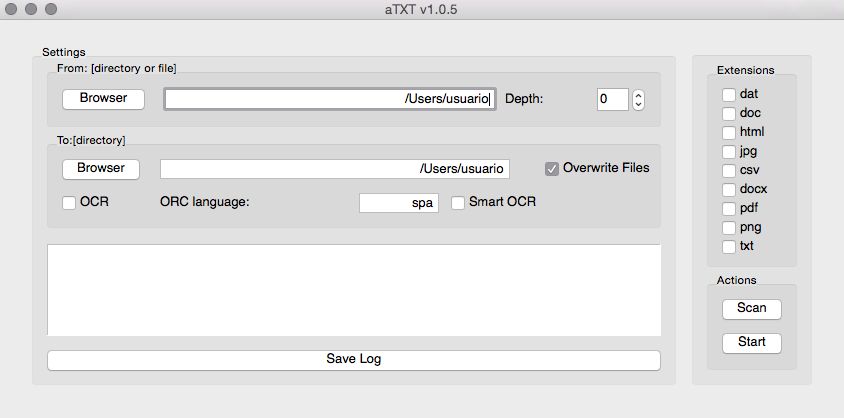 aTXT v1.0.5
Settings
From: [directory or file]
Browser /Users/usuario Depth: 0
To:[directory]
Browser /Users/usuario Overwrite Files
OCR ORC language: spa Smart OCR
Save Log
Extensions
dat
doc
html
jpg
csv
docx
pdf
png
txt
Actions
Scan
Start